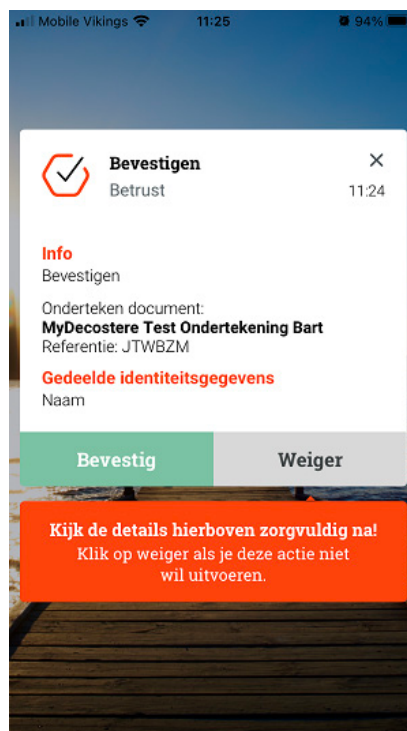 Mobile Vikings 11:25 94%
Bevestigen
Betrust 11:24
Info
Bevestigen
Onderteken document:
MyDecostere Test Ondertekening Bart
Referentie: JTWBZM
Gedeelde identiteitsgegevens
Naam
Bevestig Weiger
Kijk de details hierboven zorgvuldig na!
Klik op weiger als je deze actie niet
wil uitvoeren.